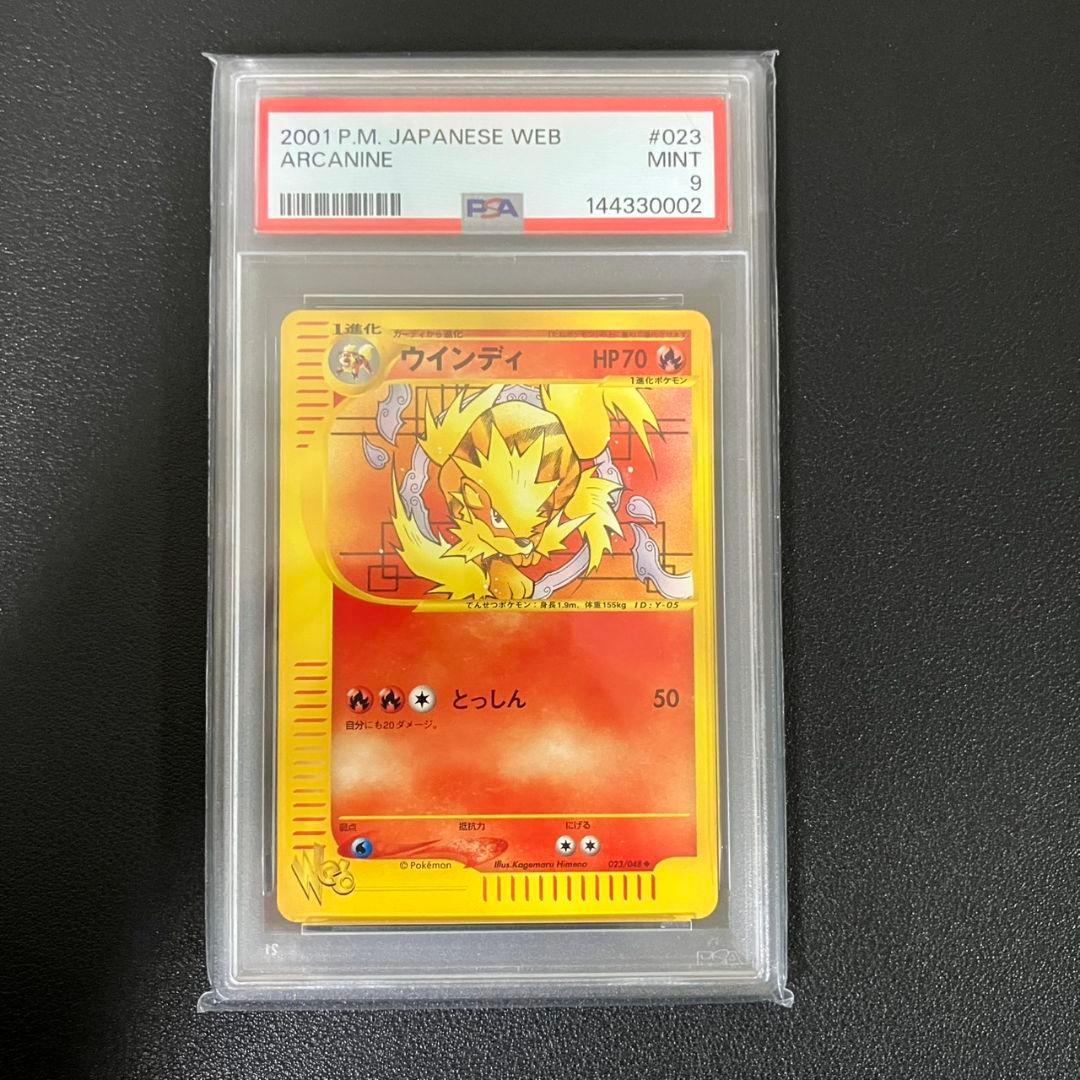 2001 P.M. JAPANESE WEB #023
ARCANINE MINT
9
PSA 144330002
1進化 ガーディから進化
ウインディ HP70
1進化ポケモン
でんせつポケモン：身長1.9m、体重155kg ID:Y-05
とっしん 50
自分にも20ダメージ。
弱点 抵抗力 にげる
Web ©Pokémon Illus.Kagemaru Himeno 023/048